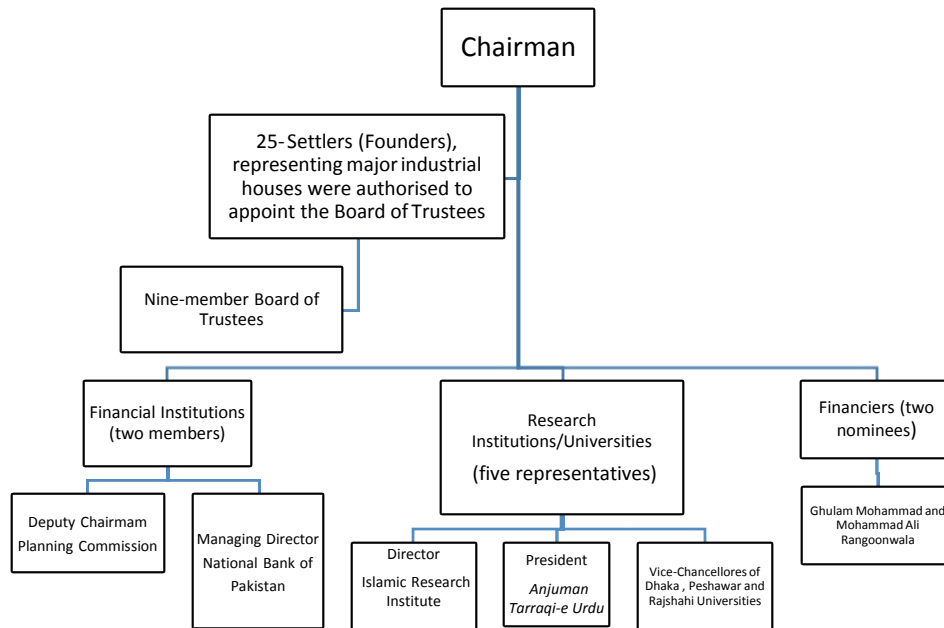 Chairman
25- Settlers (Founders),
representing major industrial
houses were authorised to
appoint the Board of Trustees
Nine-member Board of
Trustees
Financial Institutions
(two members)
Research
Institutions/Universities
(five representatives)
Financiers (two
nominees)
Deputy Chairmam
Planning Commission
Managing Director
National Bank of
Pakistan
Director
Islamic Research
Institute
President
Anjuman
Tarraqi-e Urdu
Vice-Chancellores of
Dhaka , Peshawar and
Rajshahi Universities
Ghulam Mohammad and
Mohammad Ali
Rangoonwala